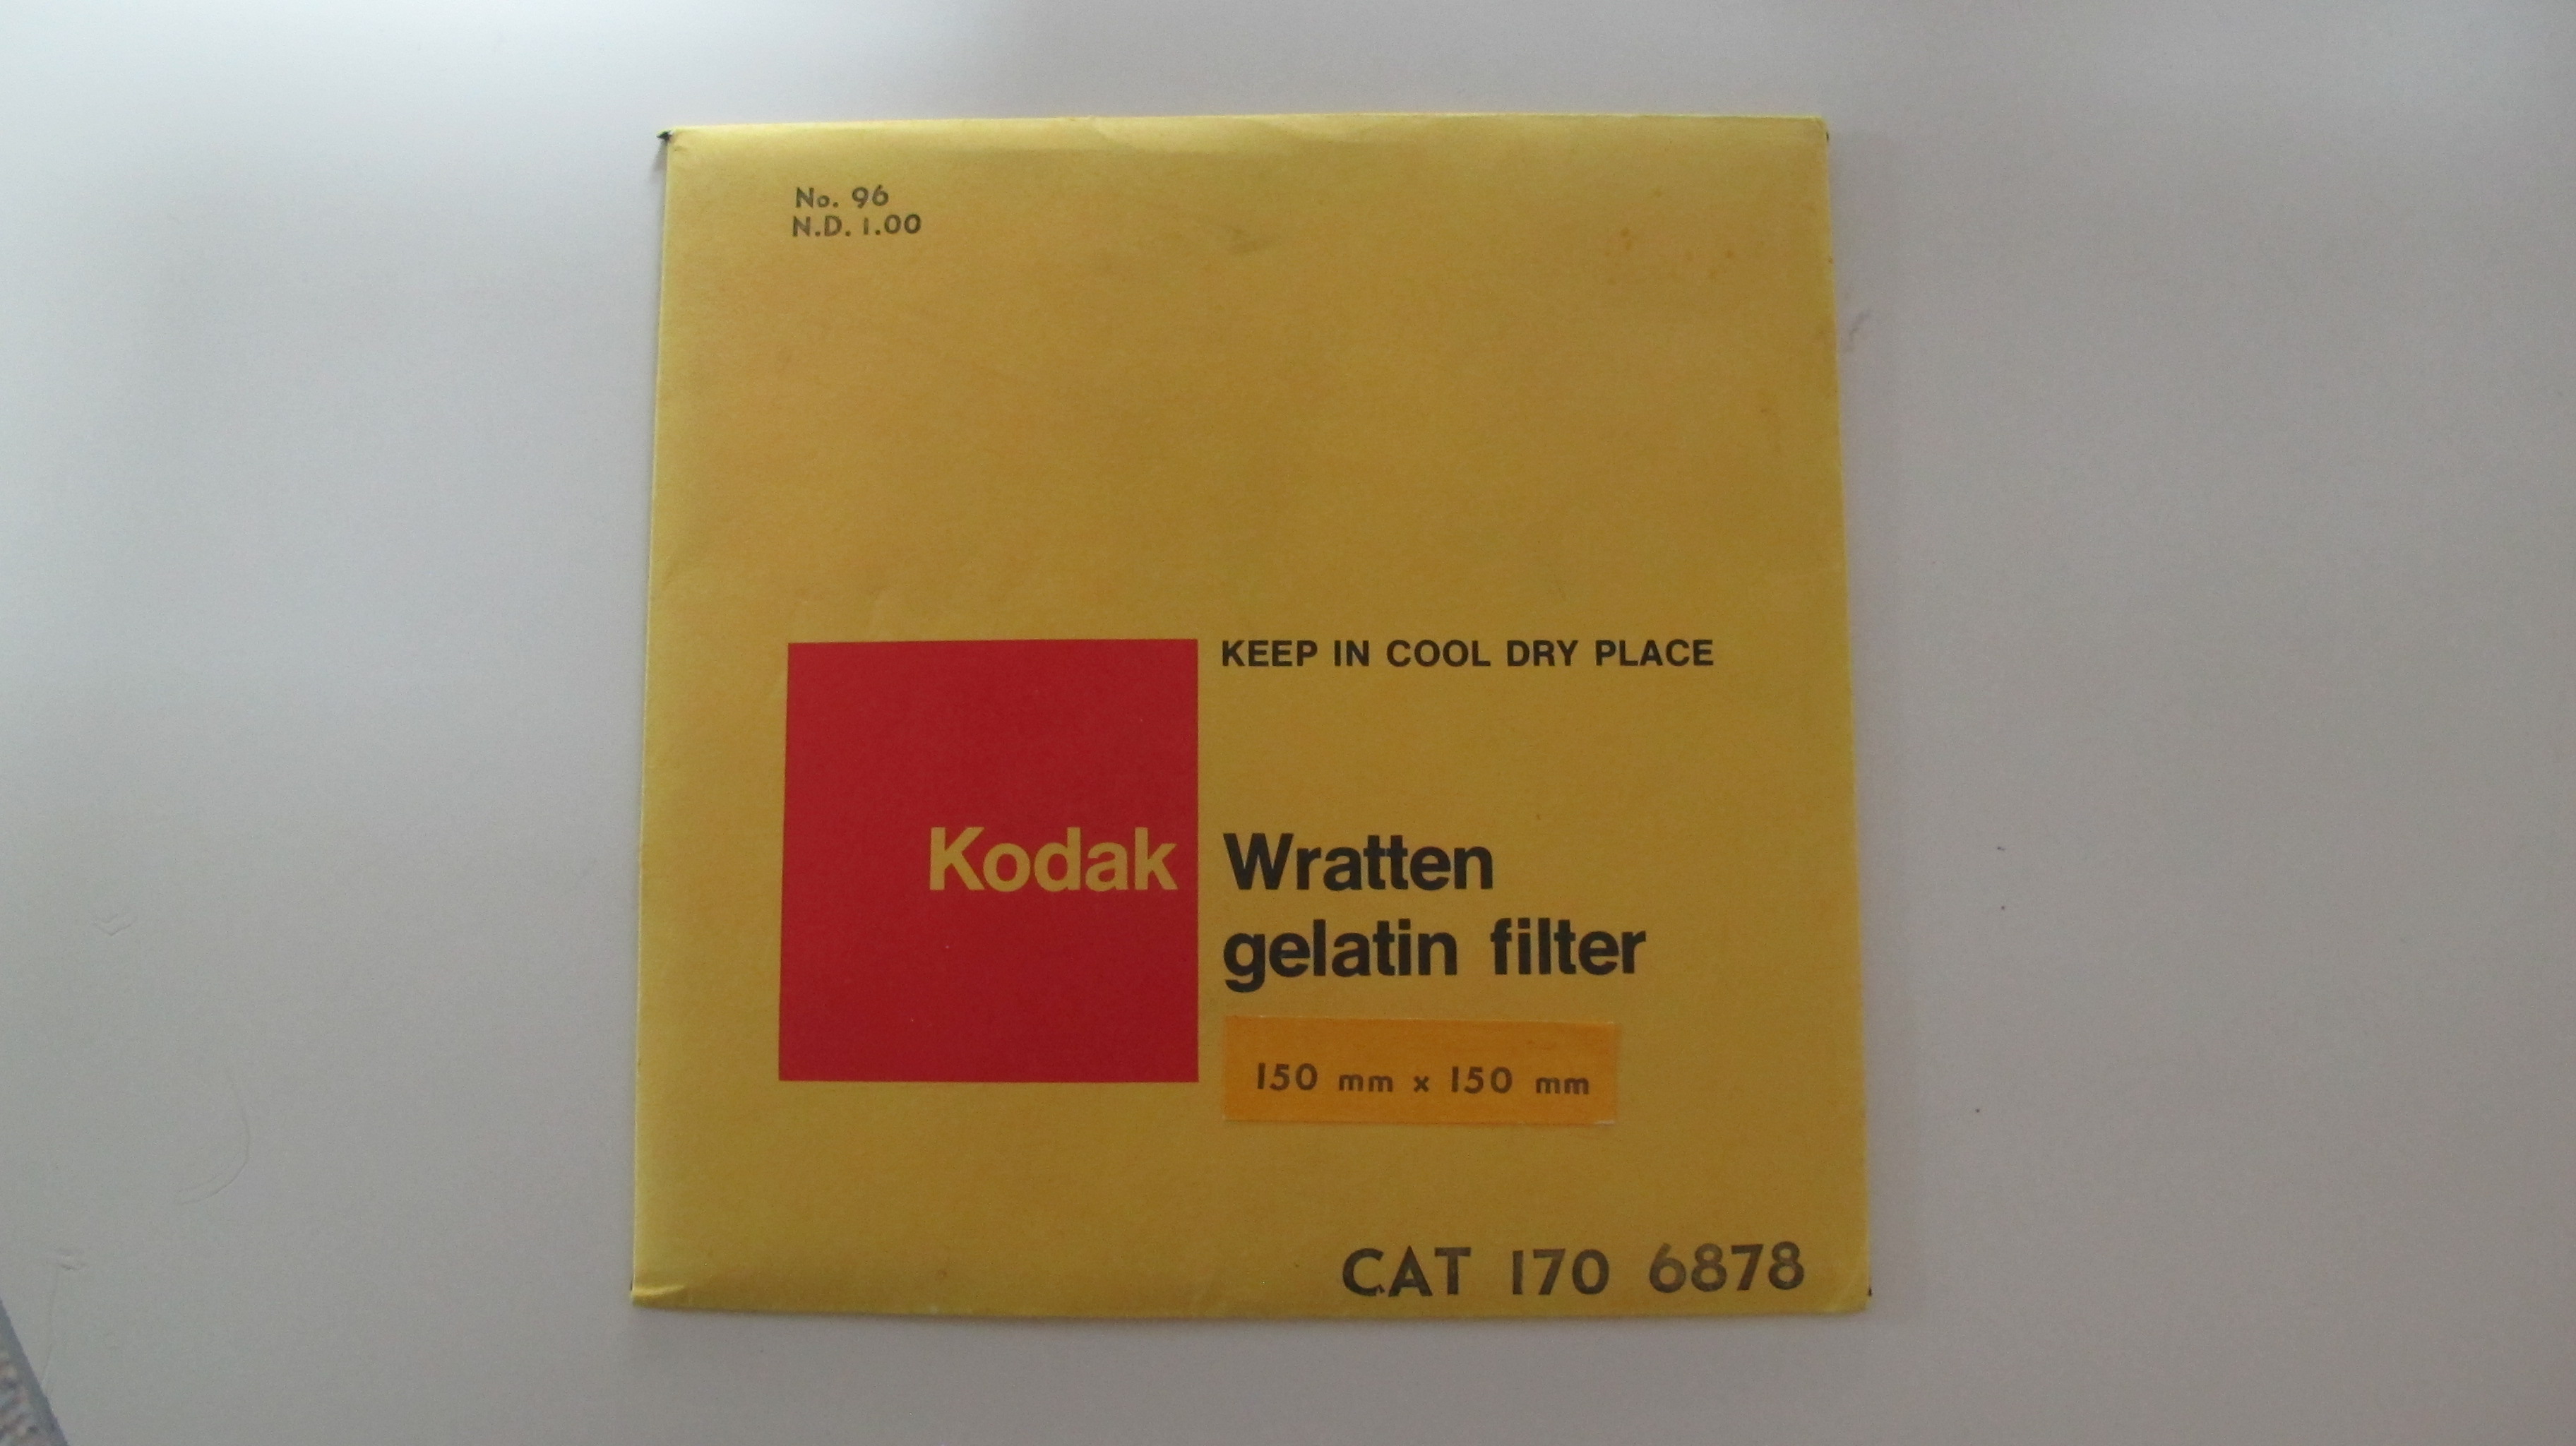 No. 96
N.D. 1.00
KEEP IN COOL DRY PLACE
Kodak
Wratten
gelatin filter
150 mm x 150 mm
CAT 170 6878